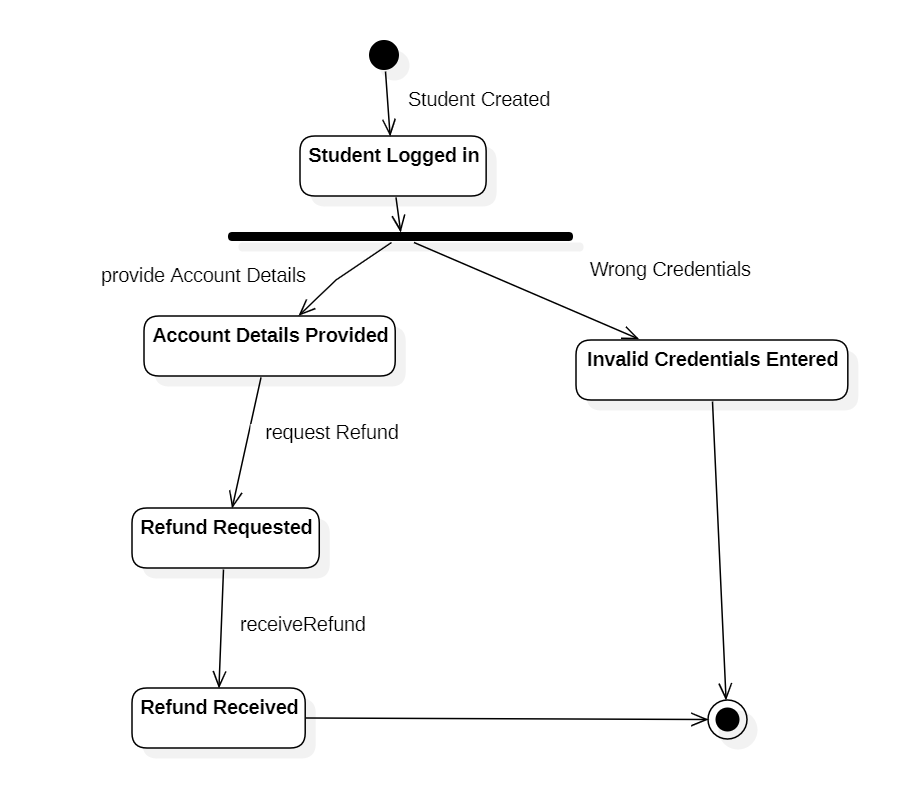 Student Created
Student Logged in
provide Account Details
Wrong Credentials
Account Details Provided
Invalid Credentials Entered
request Refund
Refund Requested
receiveRefund
Refund Received